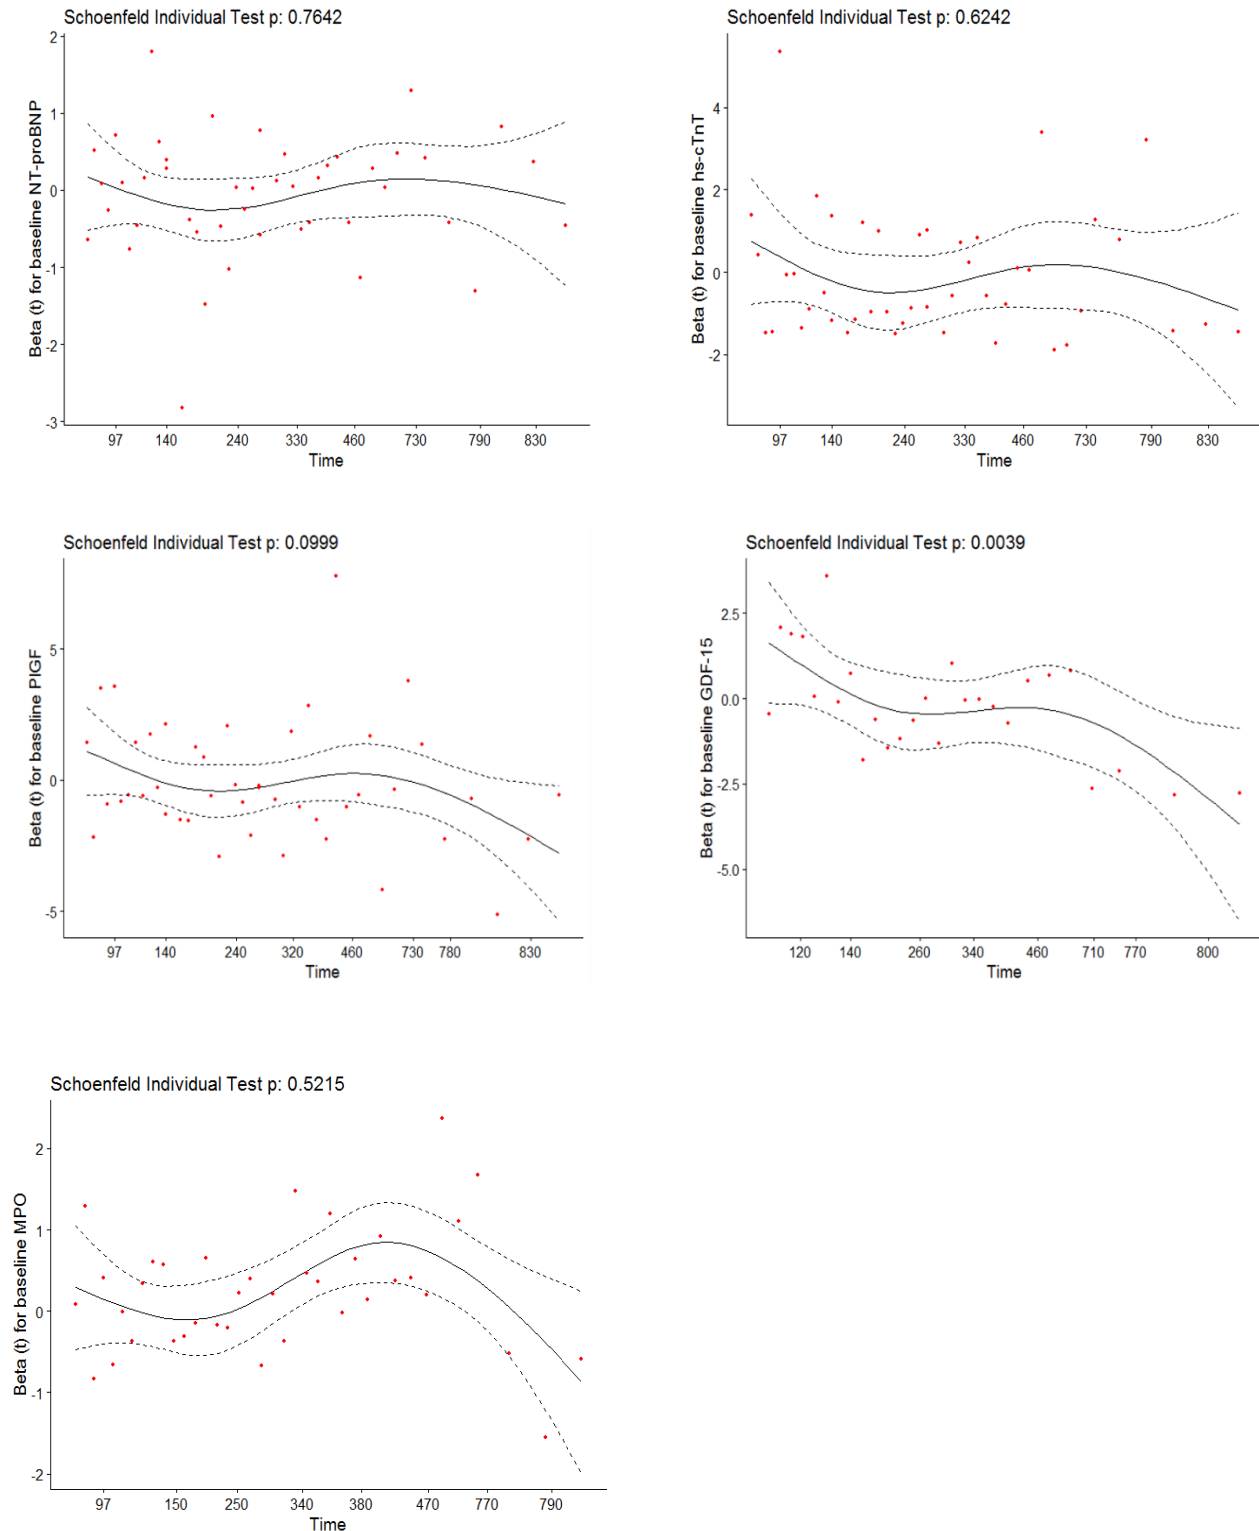 Schoenfeld Individual Test p: 0.7642
Beta (t) for baseline NT-proBNP
2
1
0
-1
-2
-3
97 140 240 330 460 730 790 830
Time
Schoenfeld Individual Test p: 0.6242
Beta (t) for baseline hs-cTnT
4
2
0
-2
97 140 240 330 460 730 790 830
Time
Schoenfeld Individual Test p: 0.0999
Beta (t) for baseline PlGF
5
0
-5
97 140 240 320 460 730 780 830
Time
Schoenfeld Individual Test p: 0.0039
Beta (t) for baseline GDF-15
2.5
0.0
-2.5
-5.0
120 140 260 340 460 710 770 800
Time
Schoenfeld Individual Test p: 0.5215
Beta (t) for baseline MPO
2
1
0
-1
-2
97 150 250 340 380 470 770 790
Time